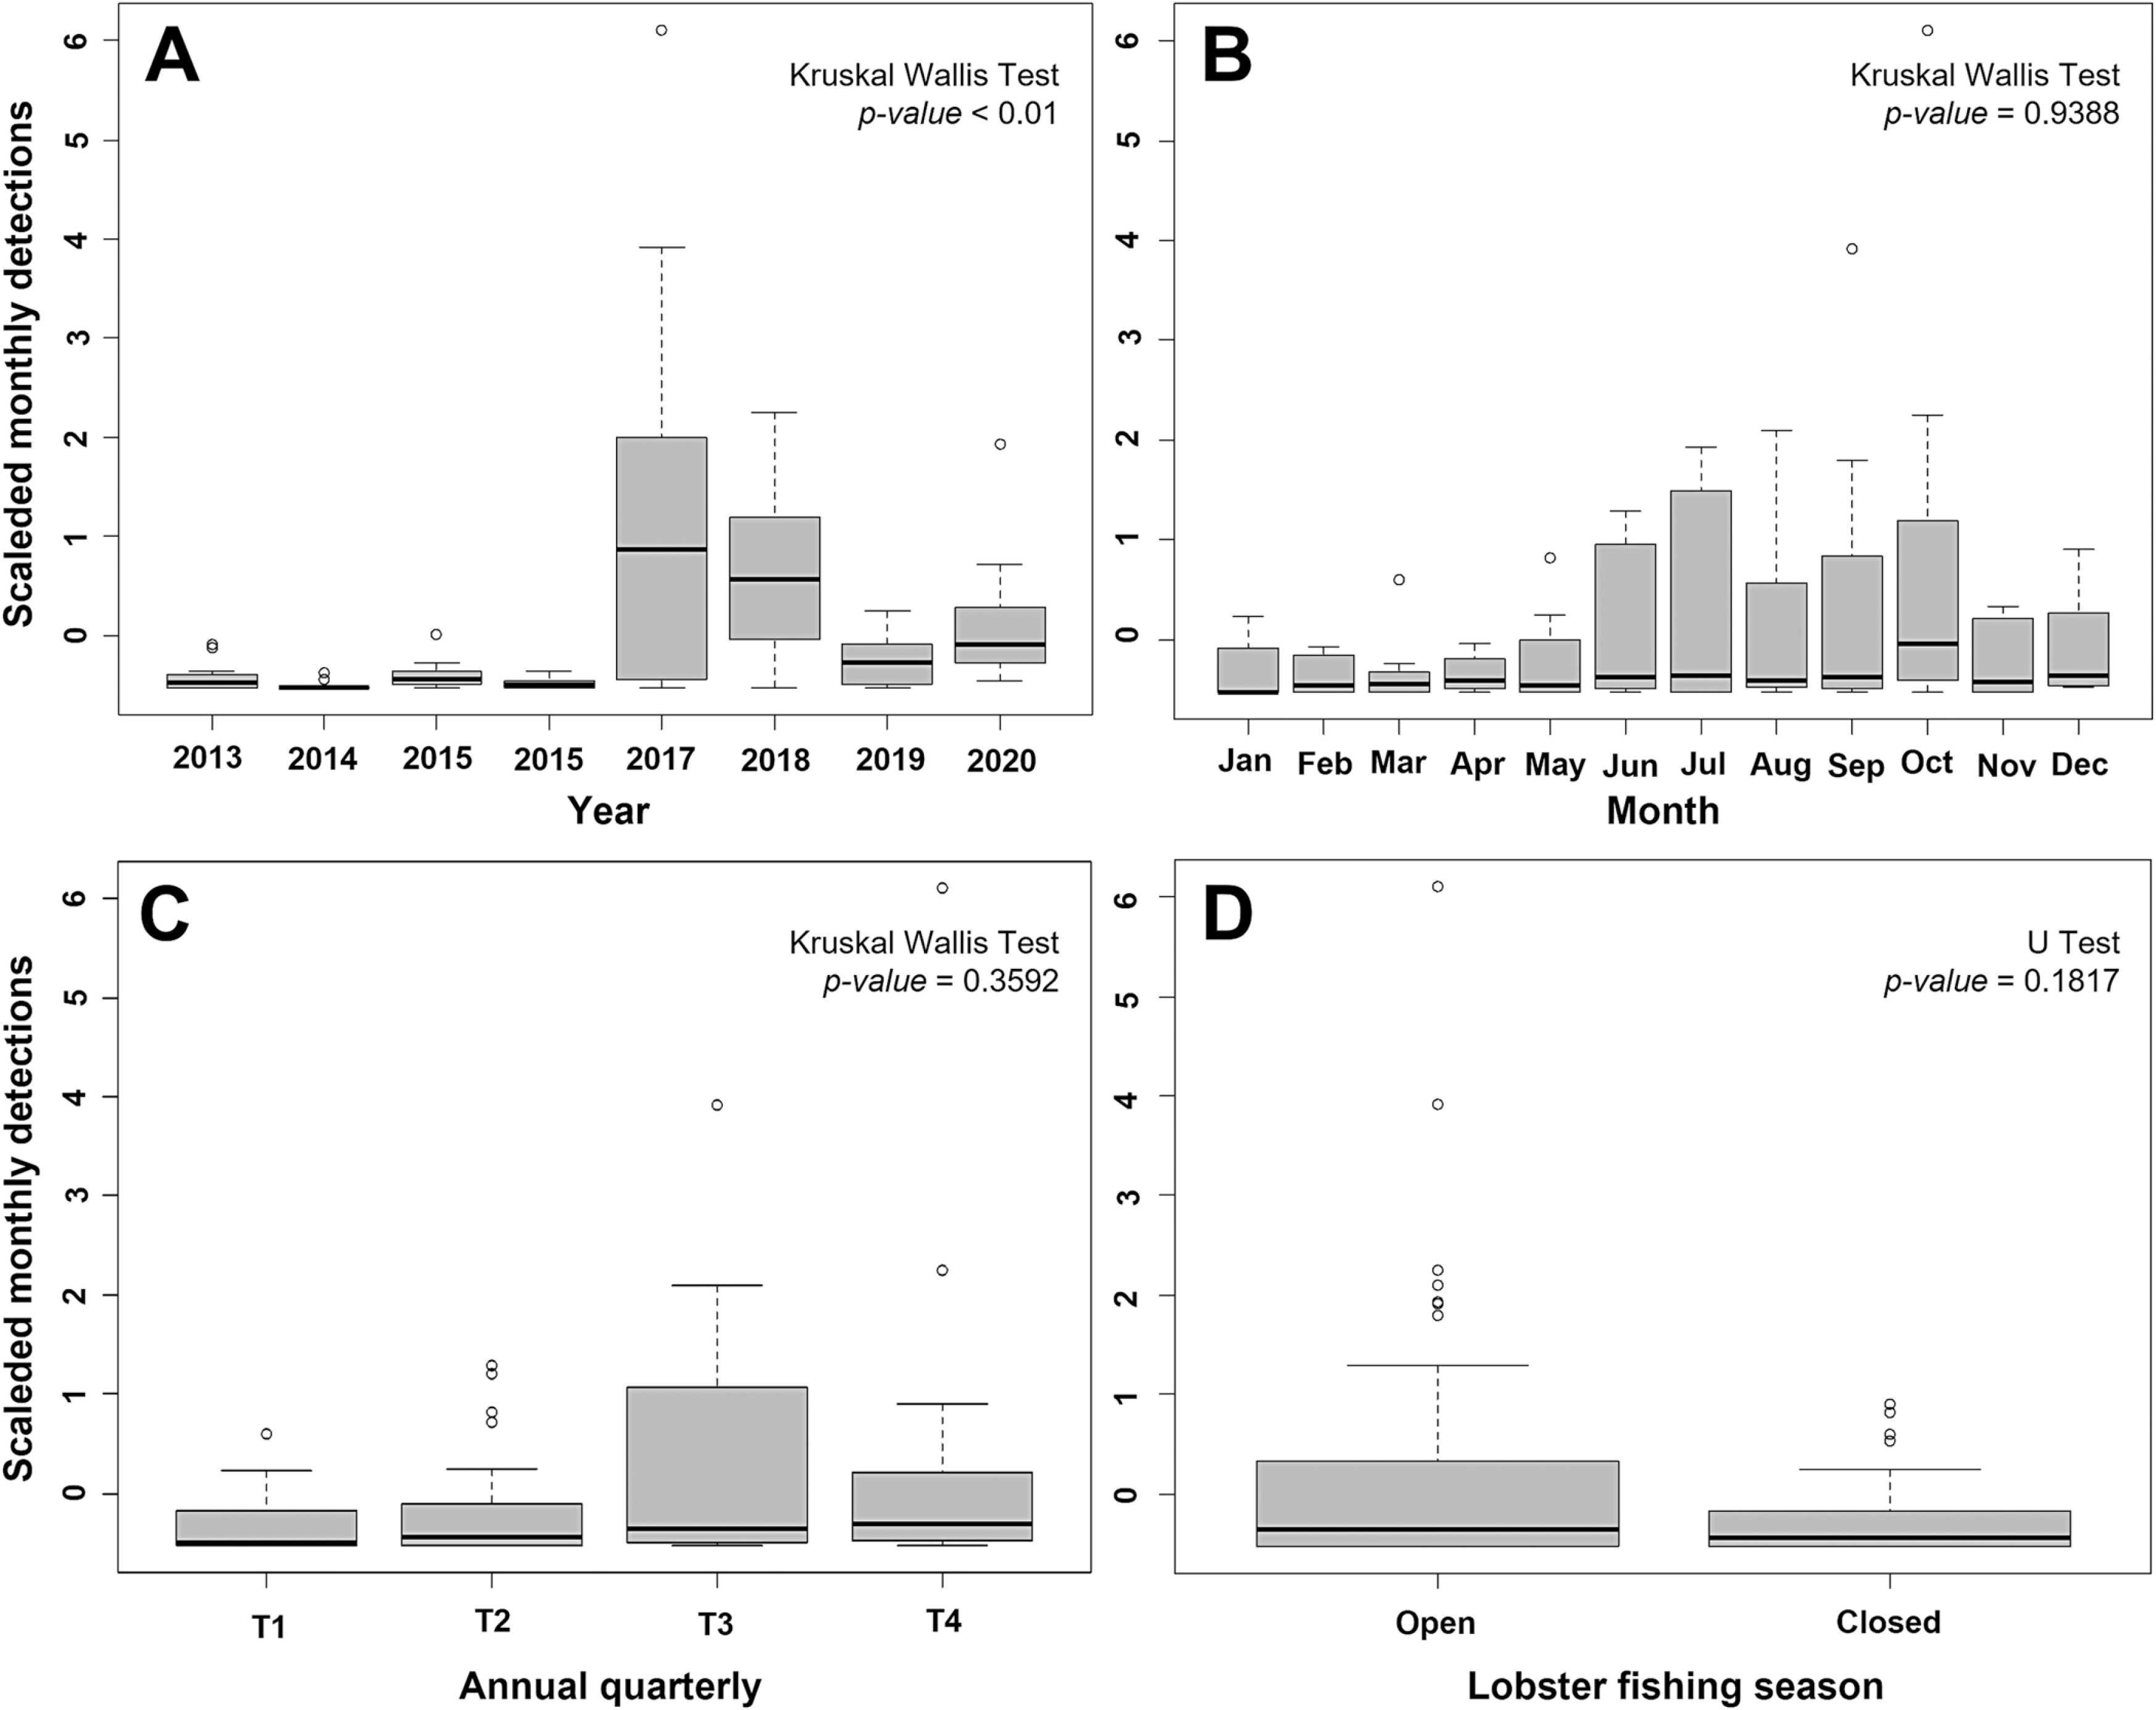 A
Kruskal Wallis Test
p-value < 0.01
Scaleded monthly detections
6
5
4
3
2
1
0
2013 2014 2015 2015 2017 2018 2019 2020
Year
B
Kruskal Wallis Test
p-value = 0.9388
6
5
4
3
2
1
0
Jan Feb Mar Apr May Jun Jul Aug Sep Oct Nov Dec
Month
C
Kruskal Wallis Test
p-value = 0.3592
Scaleded monthly detections
6
5
4
3
2
1
0
T1 T2 T3 T4
Annual quarterly
D
U Test
p-value = 0.1817
6
5
4
3
2
1
0
Open Closed
Lobster fishing season